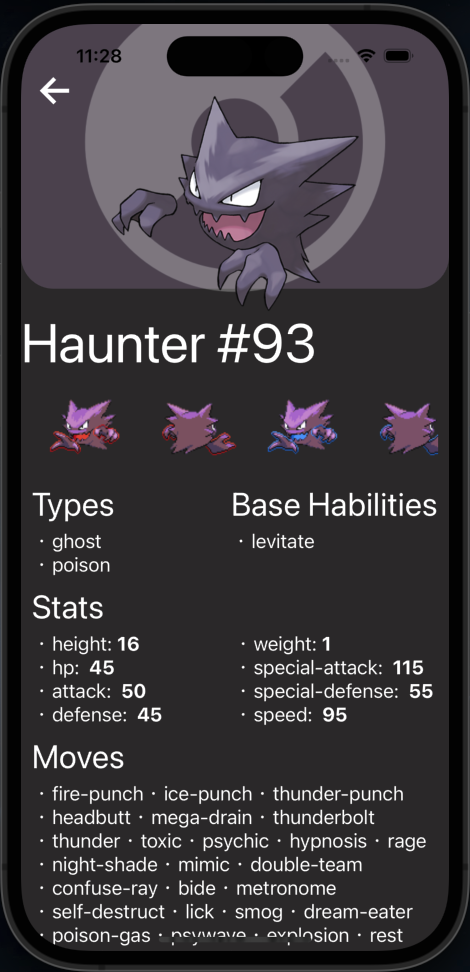 11:28
Haunter #93
Types
Base Habilities
· ghost
· levitate
· poison
Stats
· height: 16
· weight: 1
· hp: 45
· special-attack: 115
· attack: 50
· special-defense: 55
· defense: 45
· speed: 95
Moves
· fire-punch · ice-punch · thunder-punch
· headbutt · mega-drain · thunderbolt
· thunder · toxic · psychic · hypnosis · rage
· night-shade · mimic · double-team
· confuse-ray · bide · metronome
· self-destruct · lick · smog · dream-eater
· poison-gas · psywave · explosion · rest